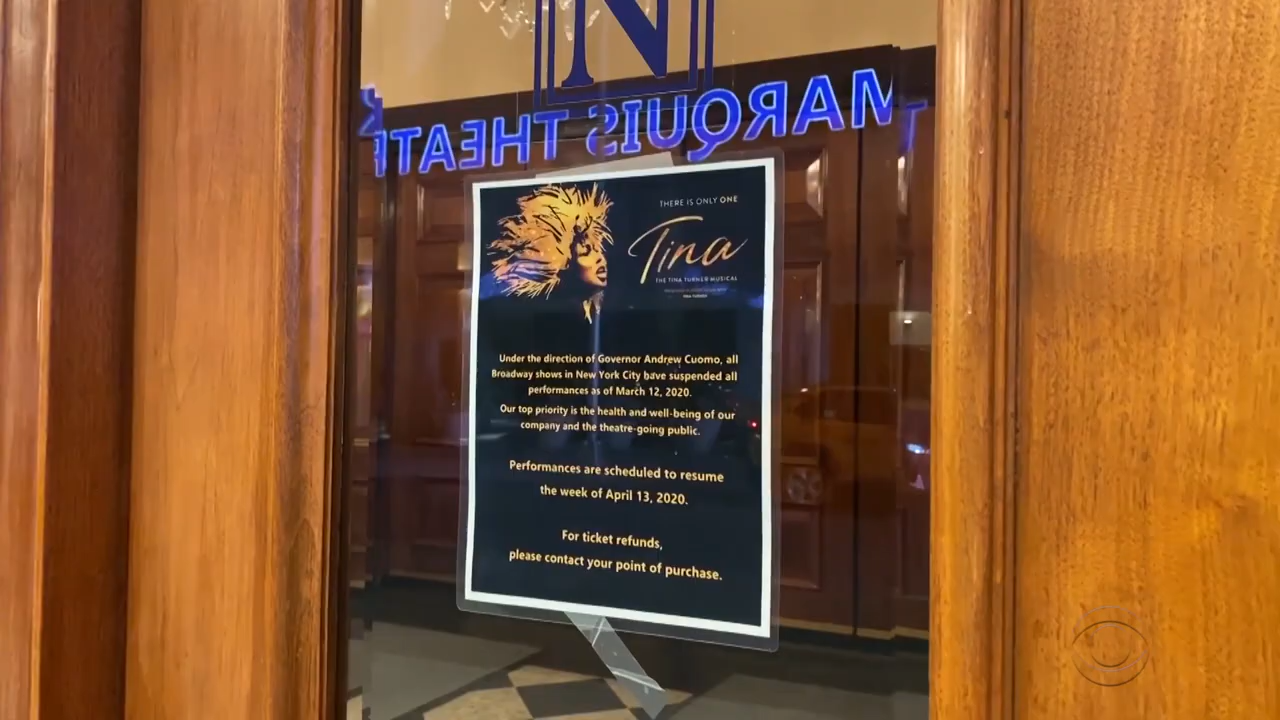 N
MARQUIS THEAT
THERE IS ONLY ONE
Tina
THE TINA TURNER MUSICAL
TINA TURNER
Under the direction of Governor Andrew Cuomo, all
Broadway shows in New York City have suspended all
performances as of March 12, 2020.
Our top priority is the health and well-being of our
company and the theatre-going public.
Performances are scheduled to resume
the week of April 13, 2020.
For ticket refunds,
please contact your point of purchase.